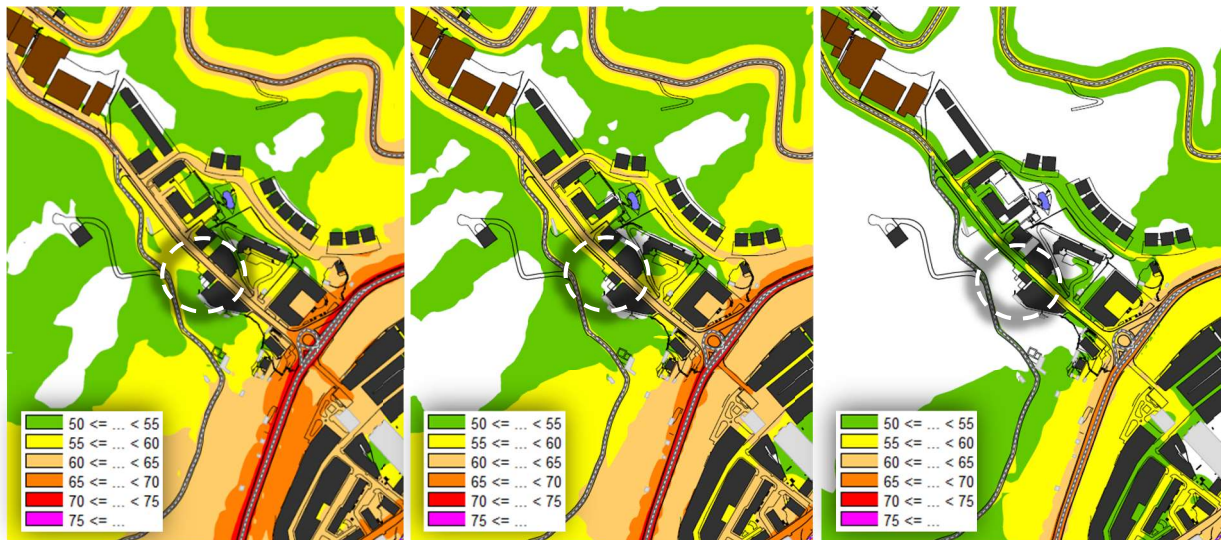 50 <= ... < 55
55 <= ... < 60
60 <= ... < 65
65 <= ... < 70
70 <= ... < 75
75 <= ...
50 <= ... < 55
55 <= ... < 60
60 <= ... < 65
65 <= ... < 70
70 <= ... < 75
75 <= ...
50 <= ... < 55
55 <= ... < 60
60 <= ... < 65
65 <= ... < 70
70 <= ... < 75
75 <= ...